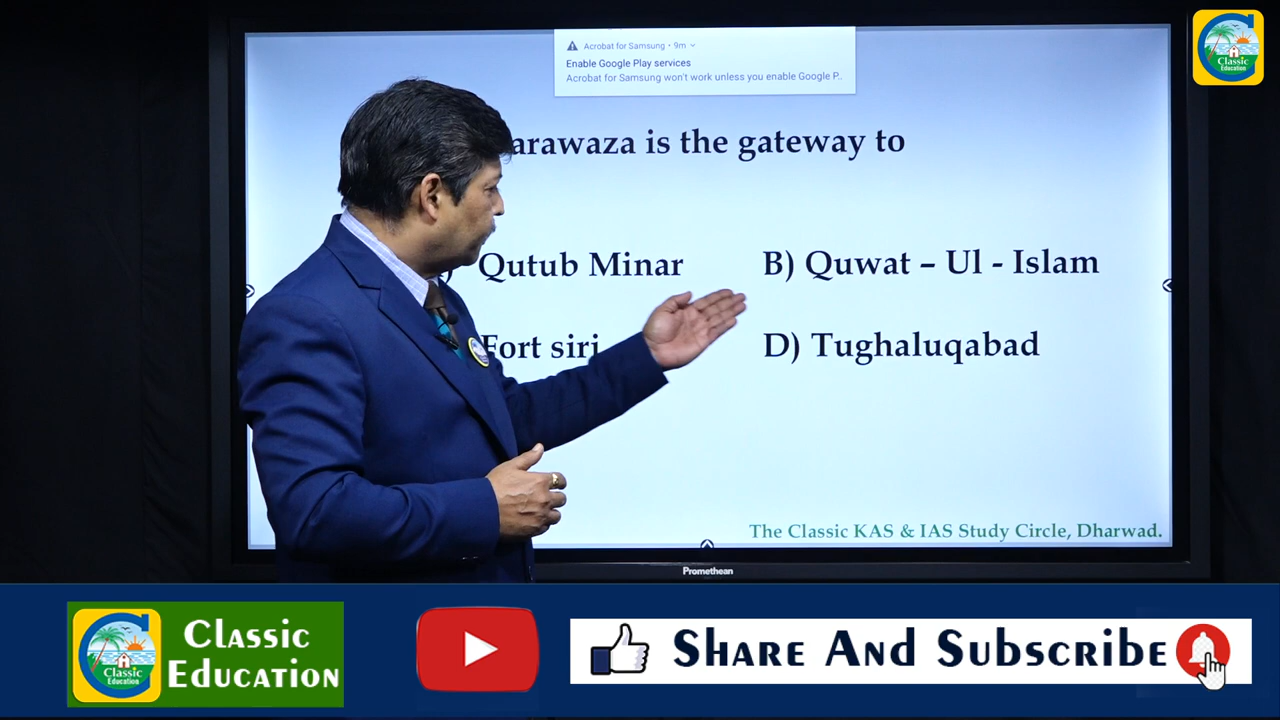 Acrobat for Samsung • 9m
Enable Google Play services
Acrobat for Samsung won't work unless you enable Google P..
arawaza is the gateway to
) Qutub Minar
B) Quwat – Ul - Islam
Fort siri
D) Tughaluqabad
The Classic KAS & IAS Study Circle, Dharwad.
Promethean
Classic
Education
Classic
Education
Classic
Education
Share And Subscribe